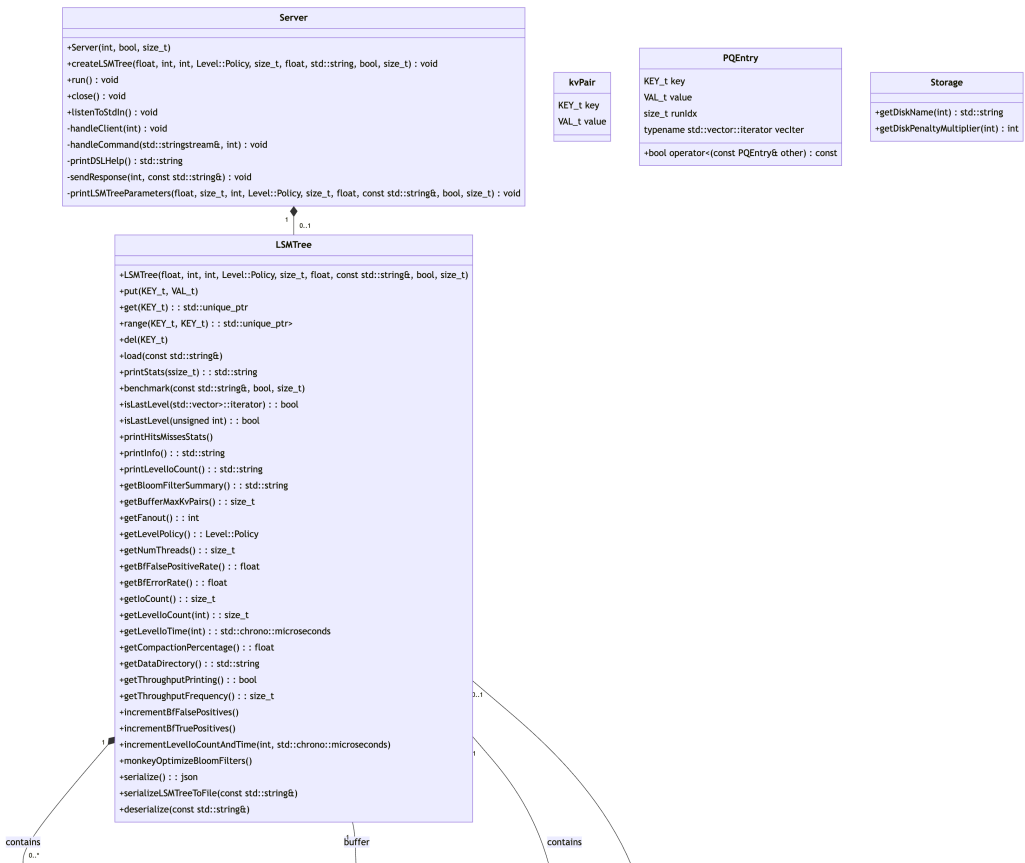 Server
+Server(int, bool, size_t)
+createLSMTree(float, int, int, Level::Policy, size_t, float, std::string, bool, size_t) : void
+run() : void
+close() : void
+listenToStdIn() : void
-handleClient(int) : void
-handleCommand(std::stringstream&, int) : void
-printDSLHelp() : std::string
-sendResponse(int, const std::string&) : void
-printLSMTreeParameters(float, size_t, int, Level::Policy, size_t, float, const std::string&, bool, size_t) : void
kvPair
KEY_t key
VAL_t value
PQEntry
KEY_t key
VAL_t value
size_t runIdx
typename std::vector::iterator vecIter
+bool operator<(const PQEntry& other) : const
Storage
+getDiskName(int) : std::string
+getDiskPenaltyMultiplier(int) : int
1
0..1
LSMTree
+LSMTree(float, int, int, Level::Policy, size_t, float, const std::string&, bool, size_t)
+put(KEY_t, VAL_t)
+get(KEY_t) : : std::unique_ptr
+range(KEY_t, KEY_t) : : std::unique_ptr>
+del(KEY_t)
+load(const std::string&)
+printStats(ssize_t) : : std::string
+benchmark(const std::string&, bool, size_t)
+isLastLevel(std::vector>::iterator) : : bool
+isLastLevel(unsigned int) : : bool
+printHitsMissesStats()
+printInfo() : : std::string
+printLevelIoCount() : : std::string
+getBloomFilterSummary() : : std::string
+getBufferMaxKvPairs() : : size_t
+getFanout() : : int
+getLevelPolicy() : : Level::Policy
+getNumThreads() : : size_t
+getBfFalsePositiveRate() : : float
+getBfErrorRate() : : float
+getIoCount() : : size_t
+getLevelIoCount(int) : : size_t
+getLevelIoTime(int) : : std::chrono::microseconds
+getCompactionPercentage() : : float
+getDataDirectory() : : std::string
+getThroughputPrinting() : : bool
+getThroughputFrequency() : : size_t
+incrementBfFalsePositives()
+incrementBfTruePositives()
+incrementLevelIoCountAndTime(int, std::chrono::microseconds)
+monkeyOptimizeBloomFilters()
+serialize() : : json
+serializeLSMTreeToFile(const std::string&)
+deserialize(const std::string&)
0..1
1
1
1
contains
buffer
contains
0..*